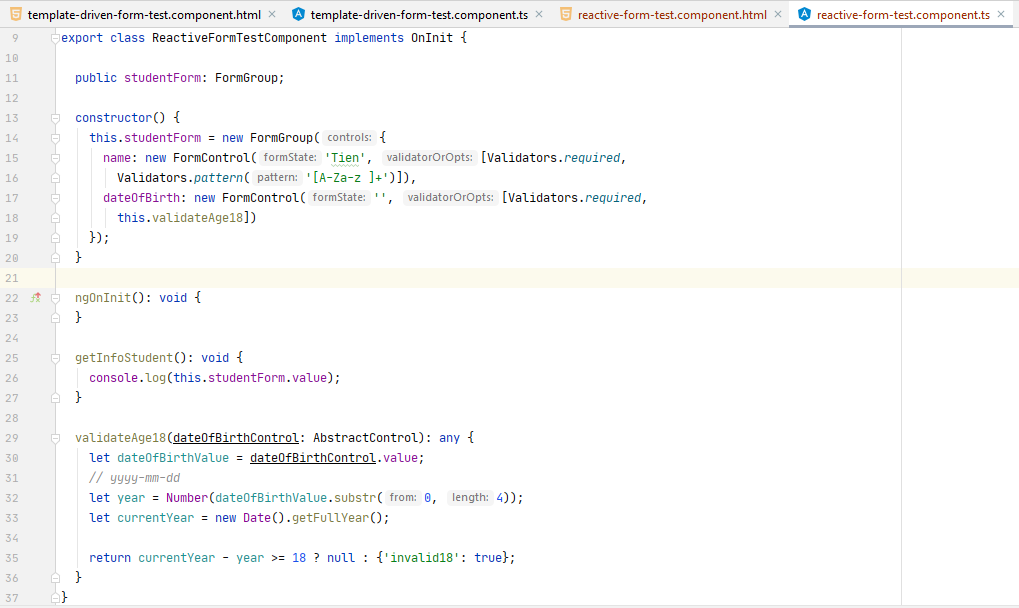 template-driven-form-test.component.html × template-driven-form-test.component.ts × reactive-form-test.component.html × reactive-form-test.component.ts ×
9 export class ReactiveFormTestComponent implements OnInit {
10
11 public studentForm: FormGroup;
12
13 constructor() {
14 this.studentForm = new FormGroup( controls: {
15 name: new FormControl( formState: 'Tien', validatorOrOpts: [Validators.required,
16 Validators.pattern( pattern: '[A-Za-z ]+')]),
17 dateOfBirth: new FormControl( formState: '', validatorOrOpts: [Validators.required,
18 this.validateAge18])
19 });
20 }
21
22 ngOnInit(): void {
23 }
24
25 getInfoStudent(): void {
26 console.log(this.studentForm.value);
27 }
28
29 validateAge18(dateOfBirthControl: AbstractControl): any {
30 let dateOfBirthValue = dateOfBirthControl.value;
31 // yyyy-mm-dd
32 let year = Number(dateOfBirthValue.substr( from: 0, length: 4));
33 let currentYear = new Date().getFullYear();
34
35 return currentYear - year >= 18 ? null : {'invalid18': true};
36 }
37 }